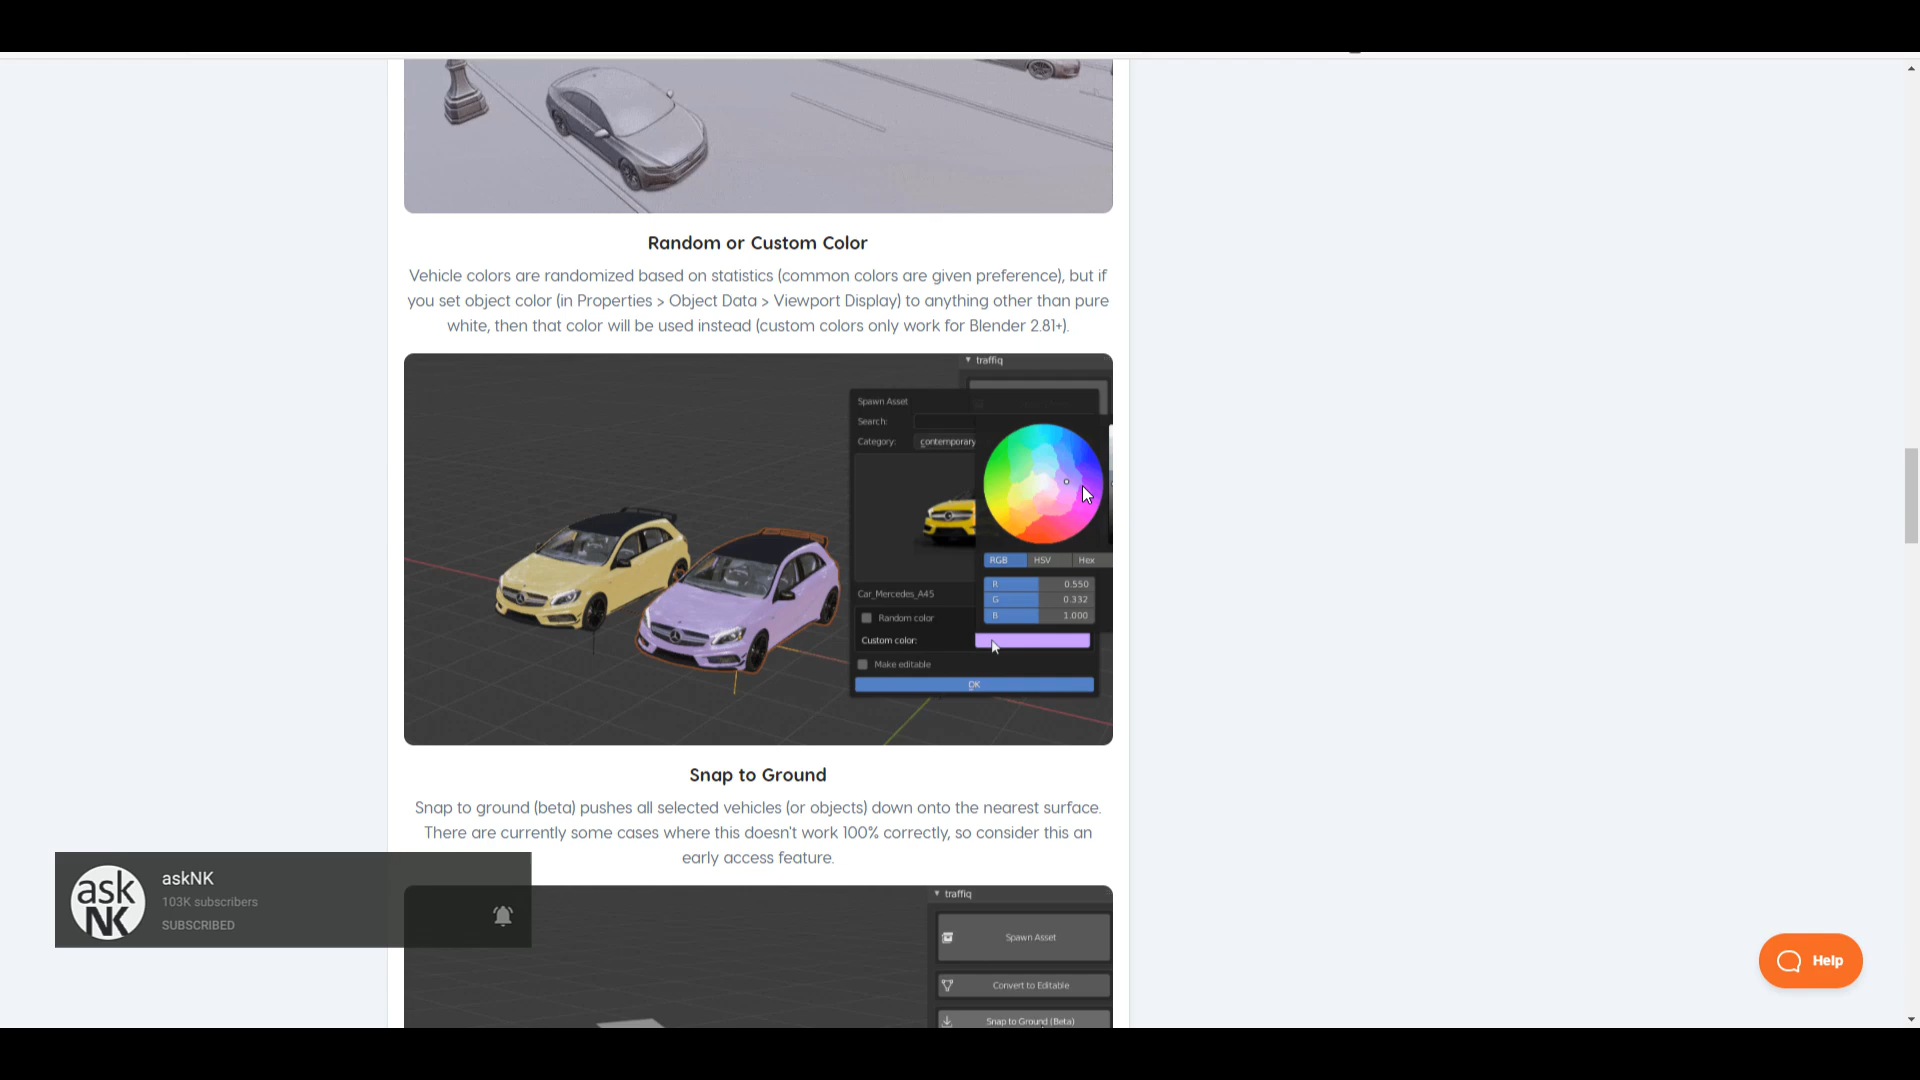 Random or Custom Color
Vehicle colors are randomized based on statistics (common colors are given preference), but if
you set object color (in Properties > Object Data > Viewport Display) to anything other than pure
white, then that color will be used instead (custom colors only work for Blender 2.81+).
traffiq
Spawn Asset
Search:
Category: contemporary
RGB HSV Hex
R 0.550
G 0.332
B 1.000
Car_Mercedes_A45
Random color
Custom color:
Make editable
OK
Snap to Ground
Snap to ground (beta) pushes all selected vehicles (or objects) down onto the nearest surface.
There are currently some cases where this doesn't work 100% correctly, so consider this an
early access feature.
traffiq
Spawn Asset
Convert to Editable
Snap to Ground (Beta)
ask
NK
askNK
103K subscribers
SUBSCRIBED
Help